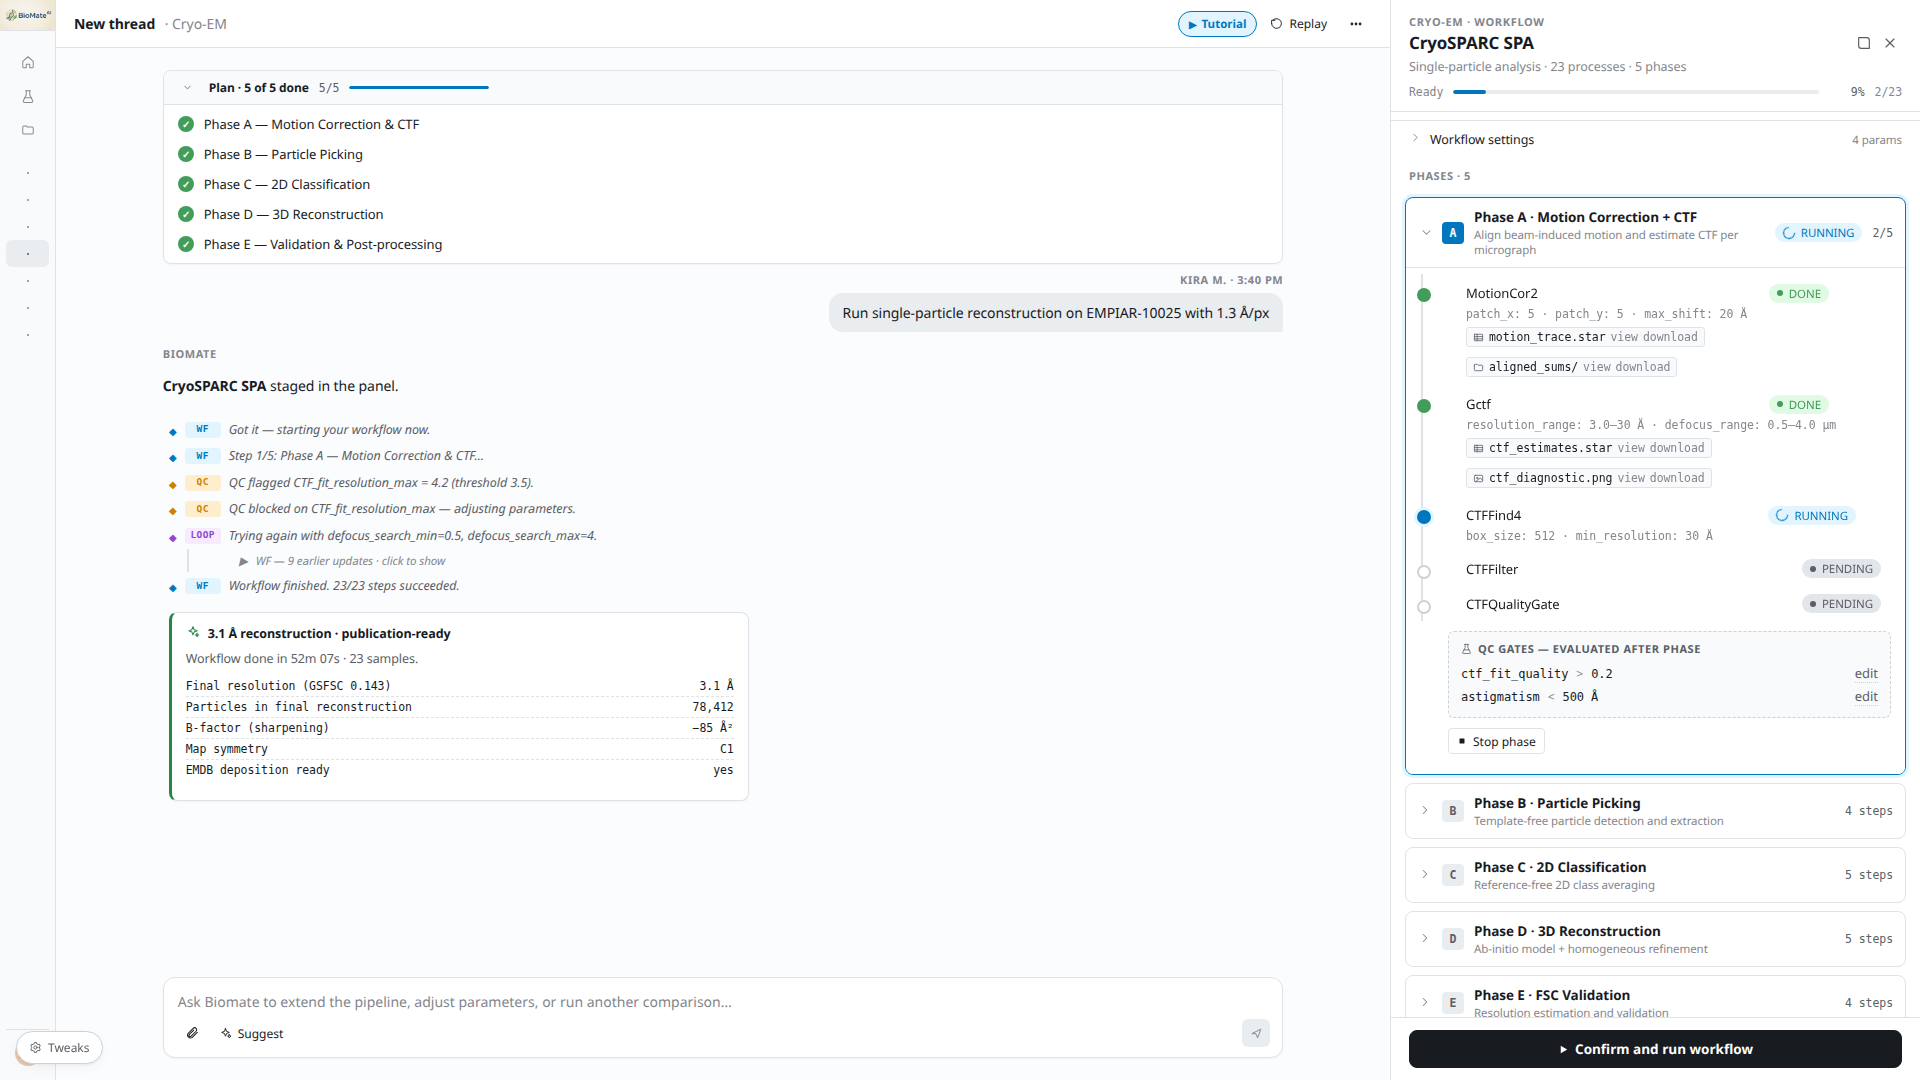 BioMate AI
New thread · Cryo-EM
▶ Tutorial
Replay
Plan · 5 of 5 done 5/5
Phase A — Motion Correction & CTF
Phase B — Particle Picking
Phase C — 2D Classification
Phase D — 3D Reconstruction
Phase E — Validation & Post-processing
KIRA M. · 3:40 PM
Run single-particle reconstruction on EMPIAR-10025 with 1.3 Å/px
BIOMATE
CryoSPARC SPA staged in the panel.
WF Got it — starting your workflow now.
WF Step 1/5: Phase A — Motion Correction & CTF...
QC QC flagged CTF_fit_resolution_max = 4.2 (threshold 3.5).
QC QC blocked on CTF_fit_resolution_max — adjusting parameters.
LOOP Trying again with defocus_search_min=0.5, defocus_search_max=4.
▶ WF — 9 earlier updates · click to show
WF Workflow finished. 23/23 steps succeeded.
3.1 Å reconstruction · publication-ready
Workflow done in 52m 07s · 23 samples.
Final resolution (GSFSC 0.143) 3.1 Å
Particles in final reconstruction 78,412
B-factor (sharpening) −85 Å²
Map symmetry C1
EMDB deposition ready yes
Ask Biomate to extend the pipeline, adjust parameters, or run another comparison...
Suggest
Tweaks
CRYO-EM · WORKFLOW
CryoSPARC SPA
Single-particle analysis · 23 processes · 5 phases
Ready 9% 2/23
Workflow settings 4 params
PHASES · 5
A Phase A · Motion Correction + CTF
Align beam-induced motion and estimate CTF per
micrograph
RUNNING 2/5
MotionCor2 DONE
patch_x: 5 · patch_y: 5 · max_shift: 20 Å
motion_trace.star view download
aligned_sums/ view download
Gctf DONE
resolution_range: 3.0–30 Å · defocus_range: 0.5–4.0 μm
ctf_estimates.star view download
ctf_diagnostic.png view download
CTFFind4 RUNNING
box_size: 512 · min_resolution: 30 Å
CTFFilter PENDING
CTFQualityGate PENDING
QC GATES — EVALUATED AFTER PHASE
ctf_fit_quality > 0.2 edit
astigmatism < 500 Å edit
Stop phase
B Phase B · Particle Picking 4 steps
Template-free particle detection and extraction
C Phase C · 2D Classification 5 steps
Reference-free 2D class averaging
D Phase D · 3D Reconstruction 5 steps
Ab-initio model + homogeneous refinement
E Phase E · FSC Validation 4 steps
Resolution estimation and validation
▶ Confirm and run workflow